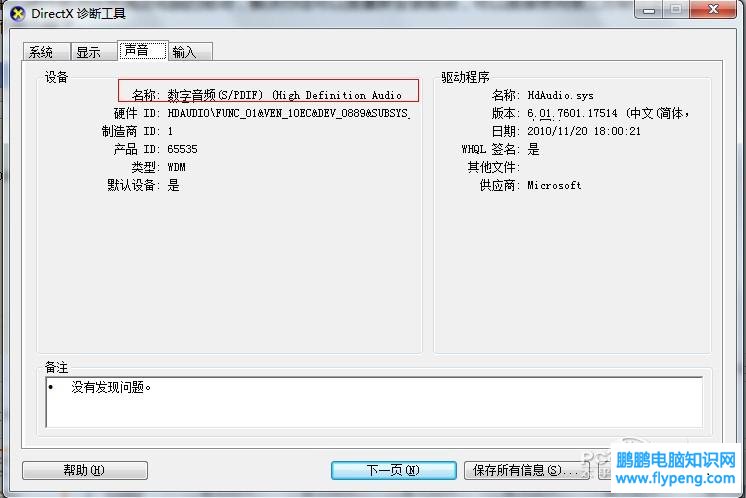 DirectX 诊断工具
系统
显示
声音
输入
设备
名称: 数字音频(S/PDIF) (High Definition Audio
硬件 ID: HDAUDIO\FUNC_01&VEN_10EC&DEV_0889&SUBSYS_
制造商 ID: 1
产品 ID: 65535
类型: WDM
默认设备: 是
驱动程序
名称: HdAudio.sys
版本: 6.01.7601.17514 (中文(简体,
日期: 2010/11/20 18:00:21
WHQL 签名: 是
其他文件:
供应商: Microsoft
备注
• 没有发现问题。
帮助(H)
下一页(N)
保存所有信息(S)...
鹏鹏电脑知识网
www.flypeng.com